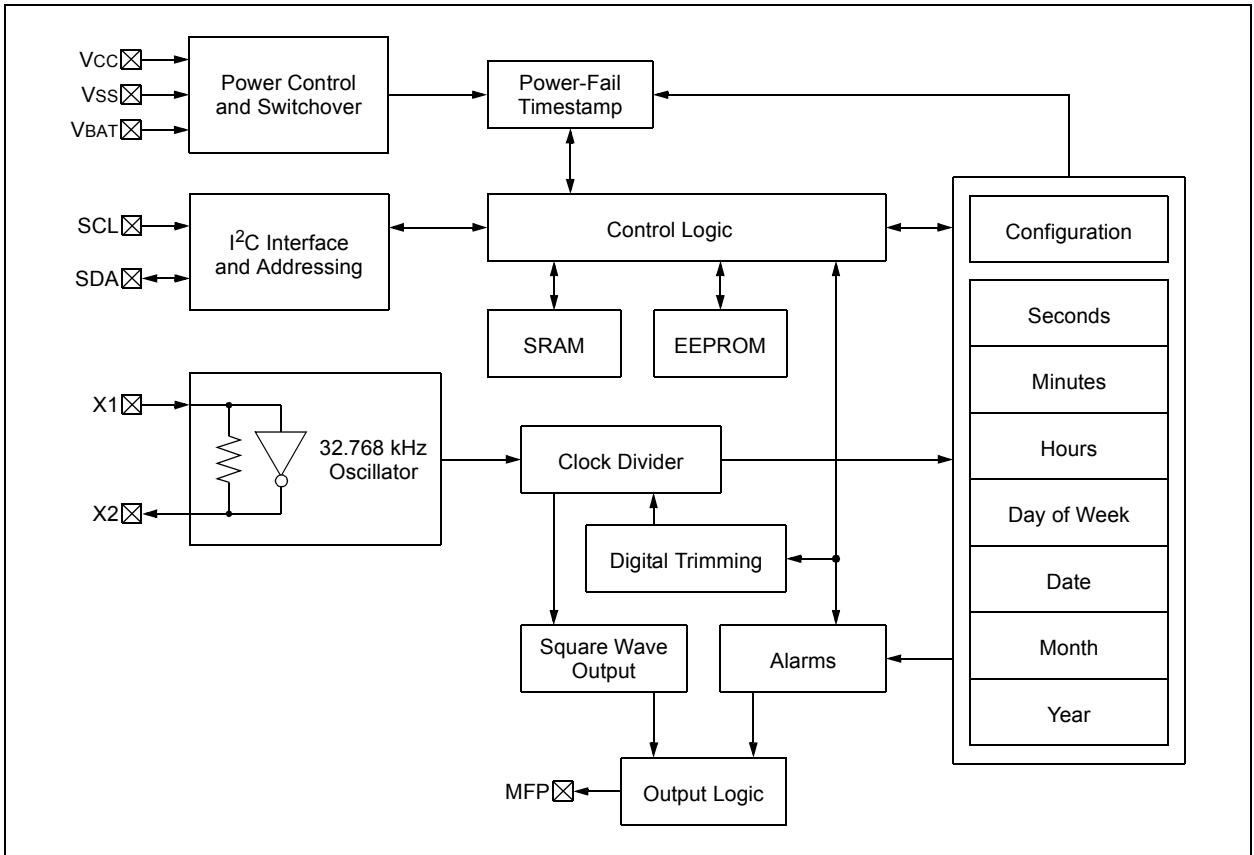 VCC
VSS
VBAT
Power Control
and Switchover
Power-Fail
Timestamp
SCL
SDA
I2C Interface
and Addressing
Control Logic
Configuration
SRAM
EEPROM
Seconds
Minutes
Hours
Day of Week
Date
Month
Year
X1
X2
32.768 kHz
Oscillator
Clock Divider
Digital Trimming
Square Wave
Output
Alarms
MFP
Output Logic